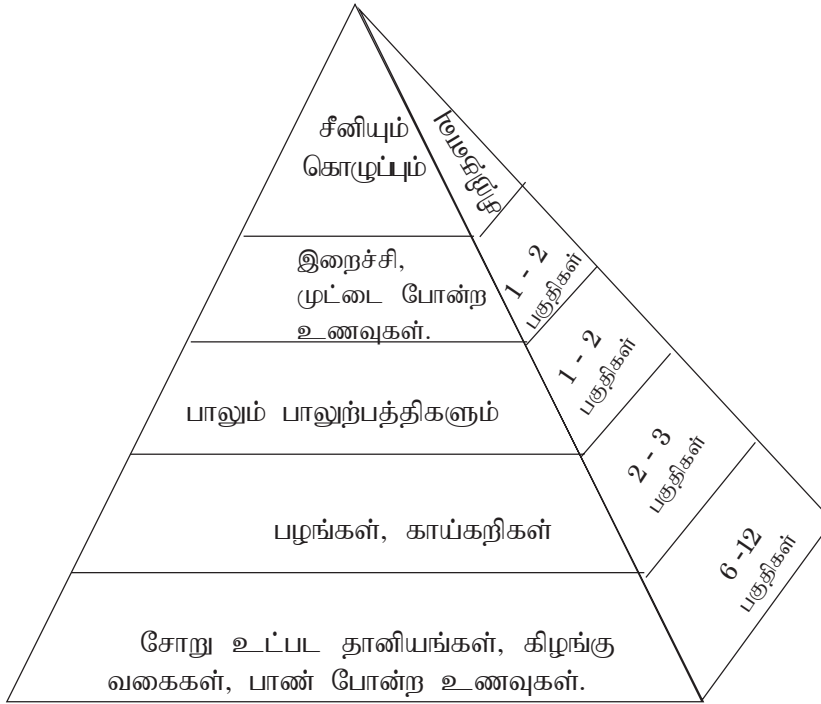 சீனியும்
கொழுப்பும்
சிறிதளவு
இறைச்சி,
முட்டை போன்ற
உணவுகள்.
1 - 2
பகுதிகள்
பாலும் பாலுற்பத்திகளும்
1 - 2
பகுதிகள்
பழங்கள், காய்கறிகள்
2 - 3
பகுதிகள்
சோறு உட்பட தானியங்கள், கிழங்கு
வகைகள், பாண் போன்ற உணவுகள்.
6 -12
பகுதிகள்